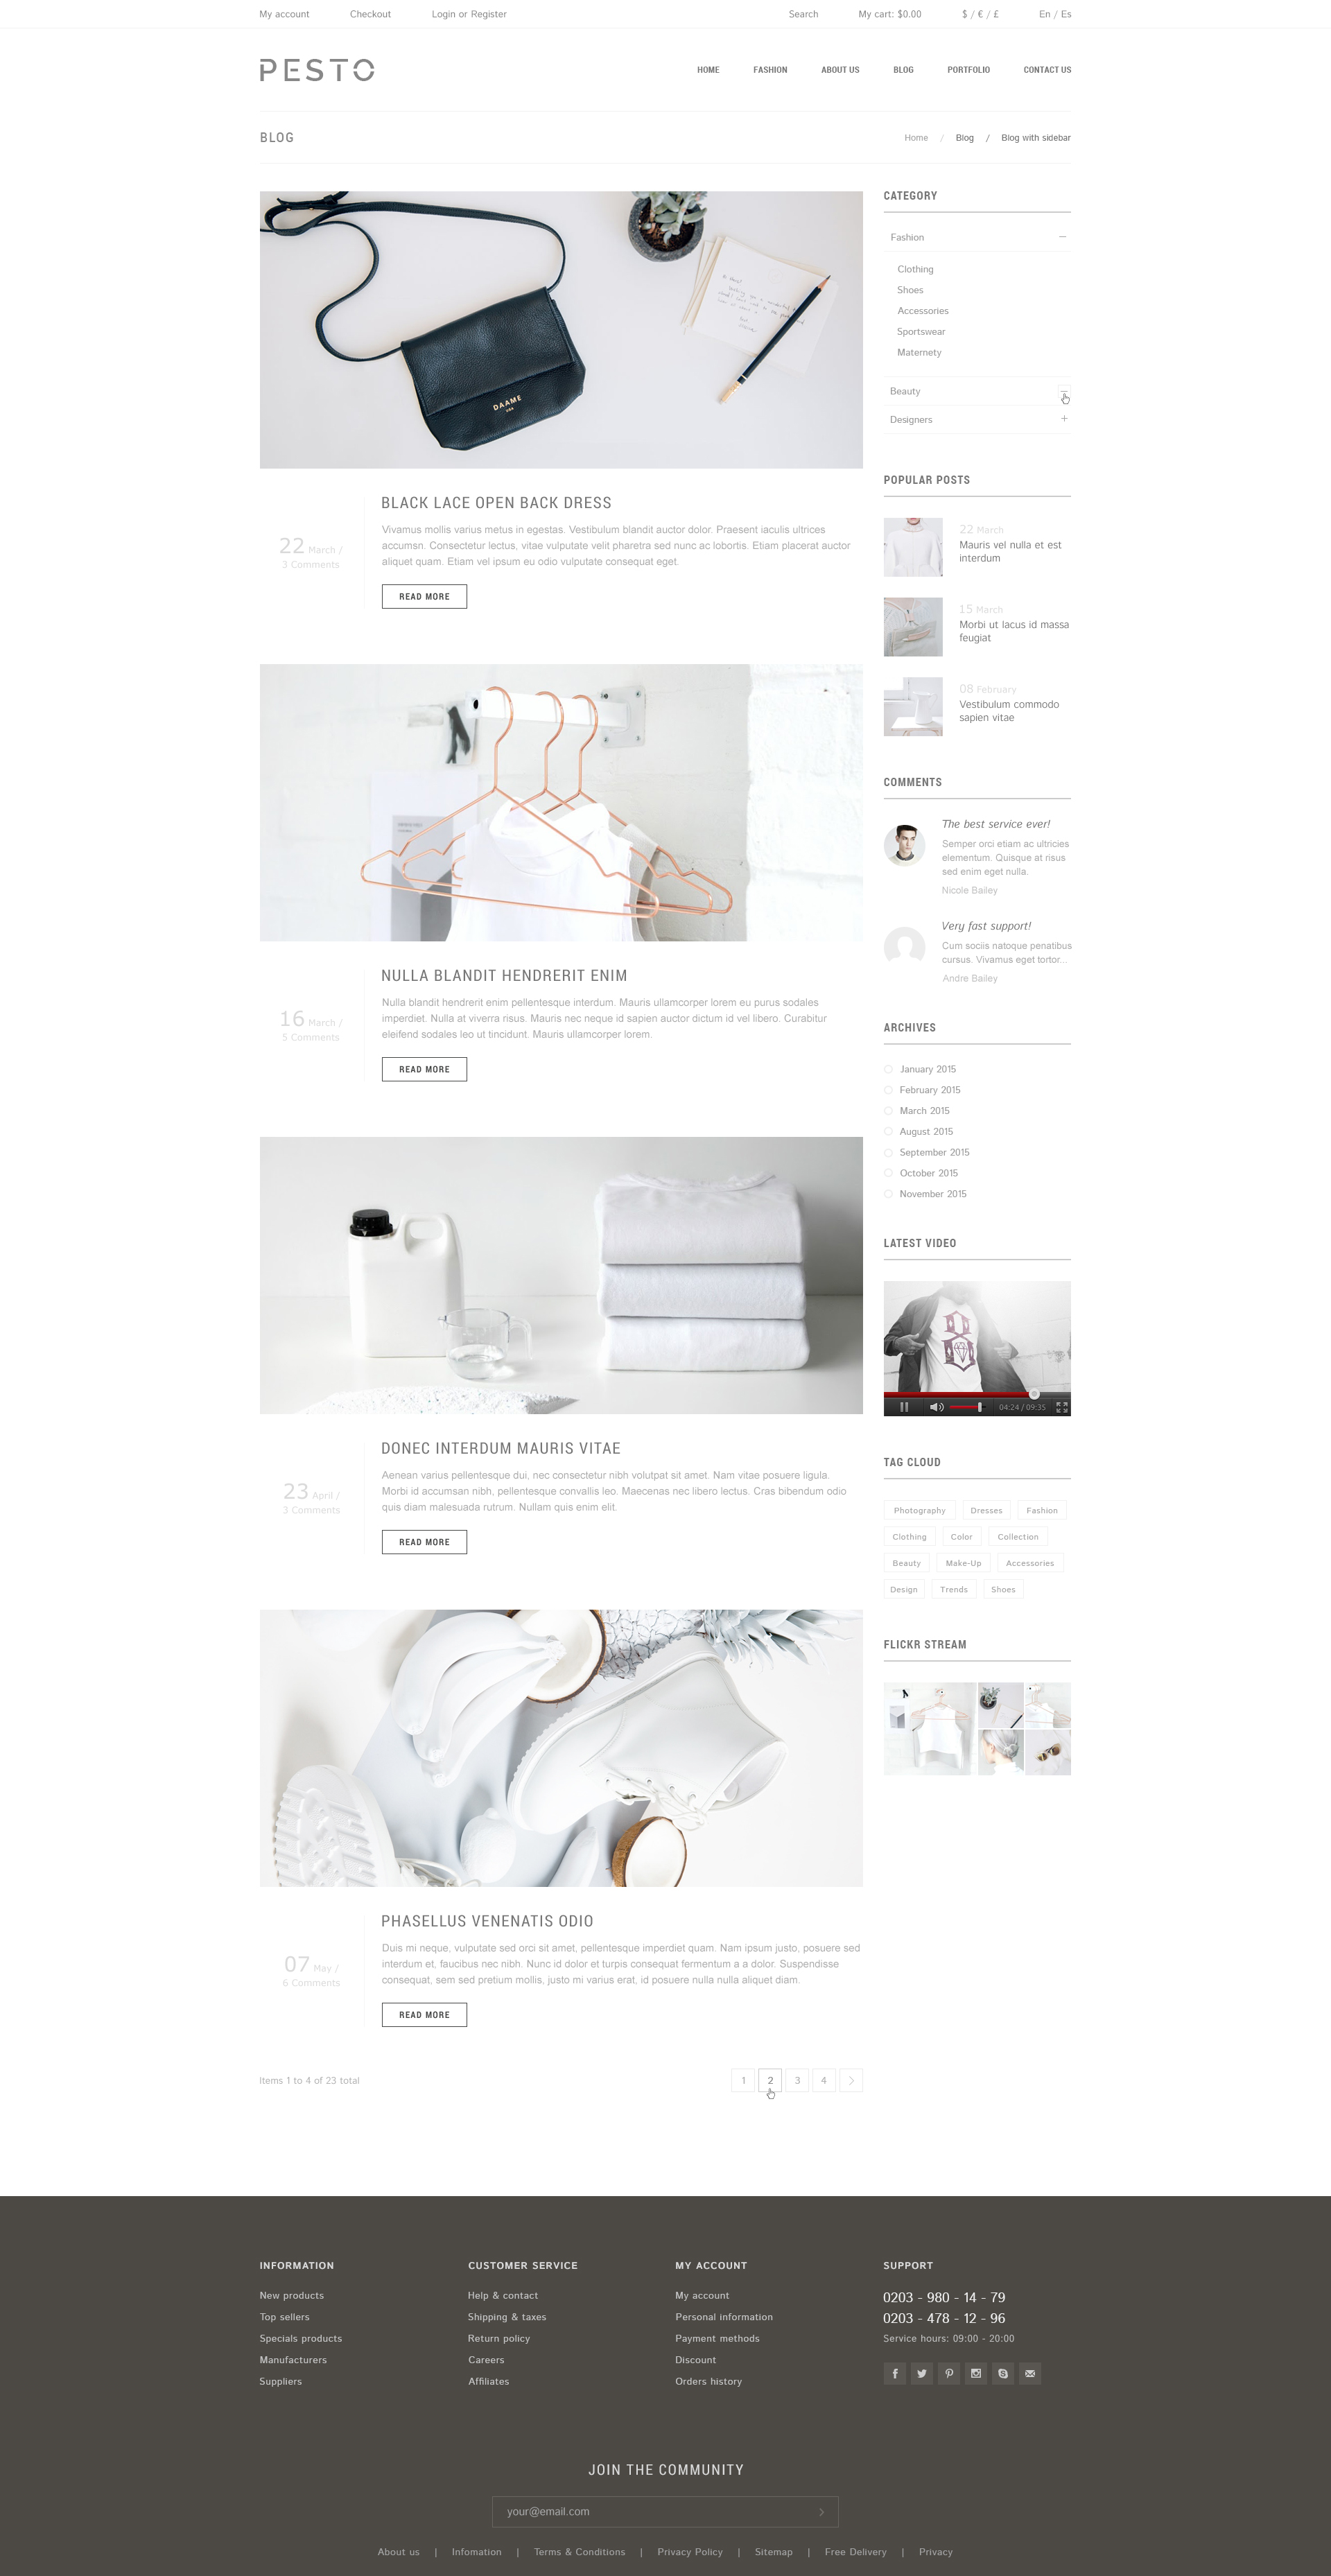 My account Checkout Login or Register Search My cart: $0.00 $ / € / £ En / Es
PESTO HOME FASHION ABOUT US BLOG PORTFOLIO CONTACT US
BLOG Home / Blog / Blog with sidebar
DAAME
USA
BLACK LACE OPEN BACK DRESS
Vivamus mollis varius metus in egestas. Vestibulum blandit auctor dolor. Praesent iaculis ultrices
accumsn. Consectetur lectus, vitae vulputate velit pharetra sed nunc ac lobortis. Etiam placerat auctor
aliquet quam. Etiam vel ipsum eu odio vulputate consequat eget.
22 March /
3 Comments
READ MORE
NULLA BLANDIT HENDRERIT ENIM
Nulla blandit hendrerit enim pellentesque interdum. Mauris ullamcorper lorem eu purus sodales
imperdiet. Nulla at viverra risus. Mauris nec neque id sapien auctor dictum id vel libero. Curabitur
eleifend sodales leo ut tincidunt. Mauris ullamcorper lorem.
16 March /
5 Comments
READ MORE
DONEC INTERDUM MAURIS VITAE
Aenean varius pellentesque dui, nec consectetur nibh volutpat sit amet. Nam vitae posuere ligula.
Morbi id accumsan nibh, pellentesque convallis leo. Maecenas nec libero lectus. Cras bibendum odio
quis diam malesuada rutrum. Nullam quis enim elit.
23 April /
3 Comments
READ MORE
PHASELLUS VENENATIS ODIO
Duis mi neque, vulputate sed orci sit amet, pellentesque imperdiet quam. Nam ipsum justo, posuere sed
interdum et, faucibus nec nibh. Nunc id dolor et turpis consequat fermentum a a dolor. Suspendisse
consequat, sem sed pretium mollis, justo mi varius erat, id posuere nulla nulla aliquet diam.
07 May /
6 Comments
READ MORE
Items 1 to 4 of 23 total 1 2 3 4
CATEGORY
Fashion
Clothing
Shoes
Accessories
Sportswear
Maternety
Beauty
Designers
POPULAR POSTS
22 March
Mauris vel nulla et est
interdum
15 March
Morbi ut lacus id massa
feugiat
08 February
Vestibulum commodo
sapien vitae
COMMENTS
The best service ever!
Semper orci etiam ac ultricies
elementum. Quisque at risus
sed enim eget nulla.
Nicole Bailey
Very fast support!
Cum sociis natoque penatibus
cursus. Vivamus eget tortor...
Andre Bailey
ARCHIVES
January 2015
February 2015
March 2015
August 2015
September 2015
October 2015
November 2015
LATEST VIDEO
04:24 / 09:35
TAG CLOUD
Photography Dresses Fashion
Clothing Color Collection
Beauty Make-Up Accessories
Design Trends Shoes
FLICKR STREAM
INFORMATION
New products
Top sellers
Specials products
Manufacturers
Suppliers
CUSTOMER SERVICE
Help & contact
Shipping & taxes
Return policy
Careers
Affiliates
MY ACCOUNT
My account
Personal information
Payment methods
Discount
Orders history
SUPPORT
0203 - 980 - 14 - 79
0203 - 478 - 12 - 96
Service hours: 09:00 - 20:00
JOIN THE COMMUNITY
your@email.com
About us | Infomation | Terms & Conditions | Privacy Policy | Sitemap | Free Delivery | Privacy